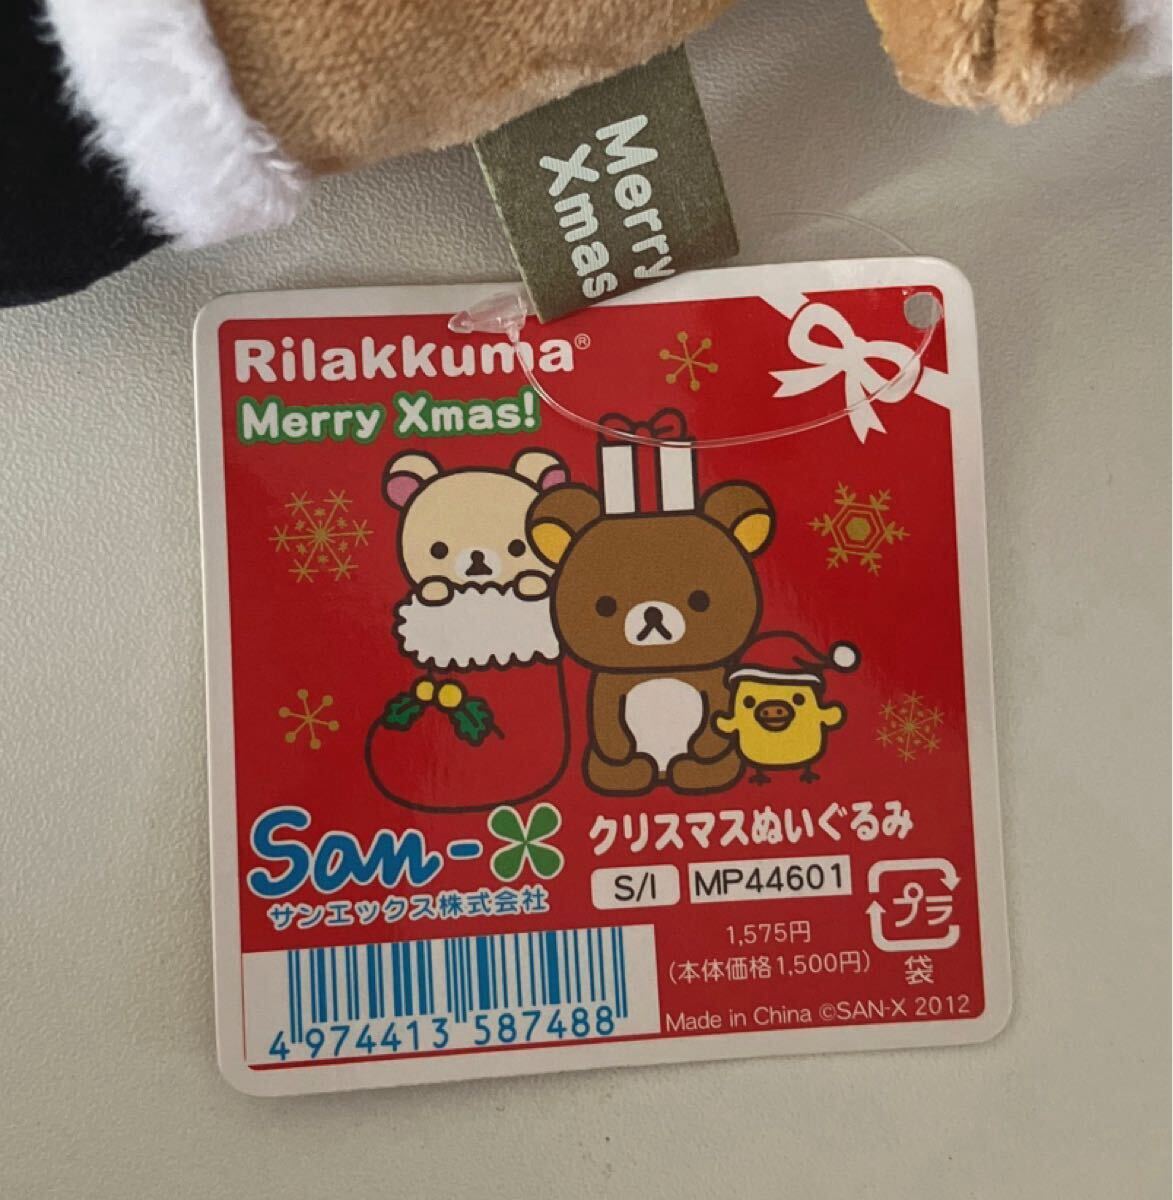 Merry
Xmas
Rilakkuma®
Merry Xmas!
San-X
サンエックス株式会社
クリスマスぬいぐるみ
S/I MP44601
1,575円
(本体価格1,500円)
プラ
袋
Made in China ©SAN-X 2012
4 974413 587488